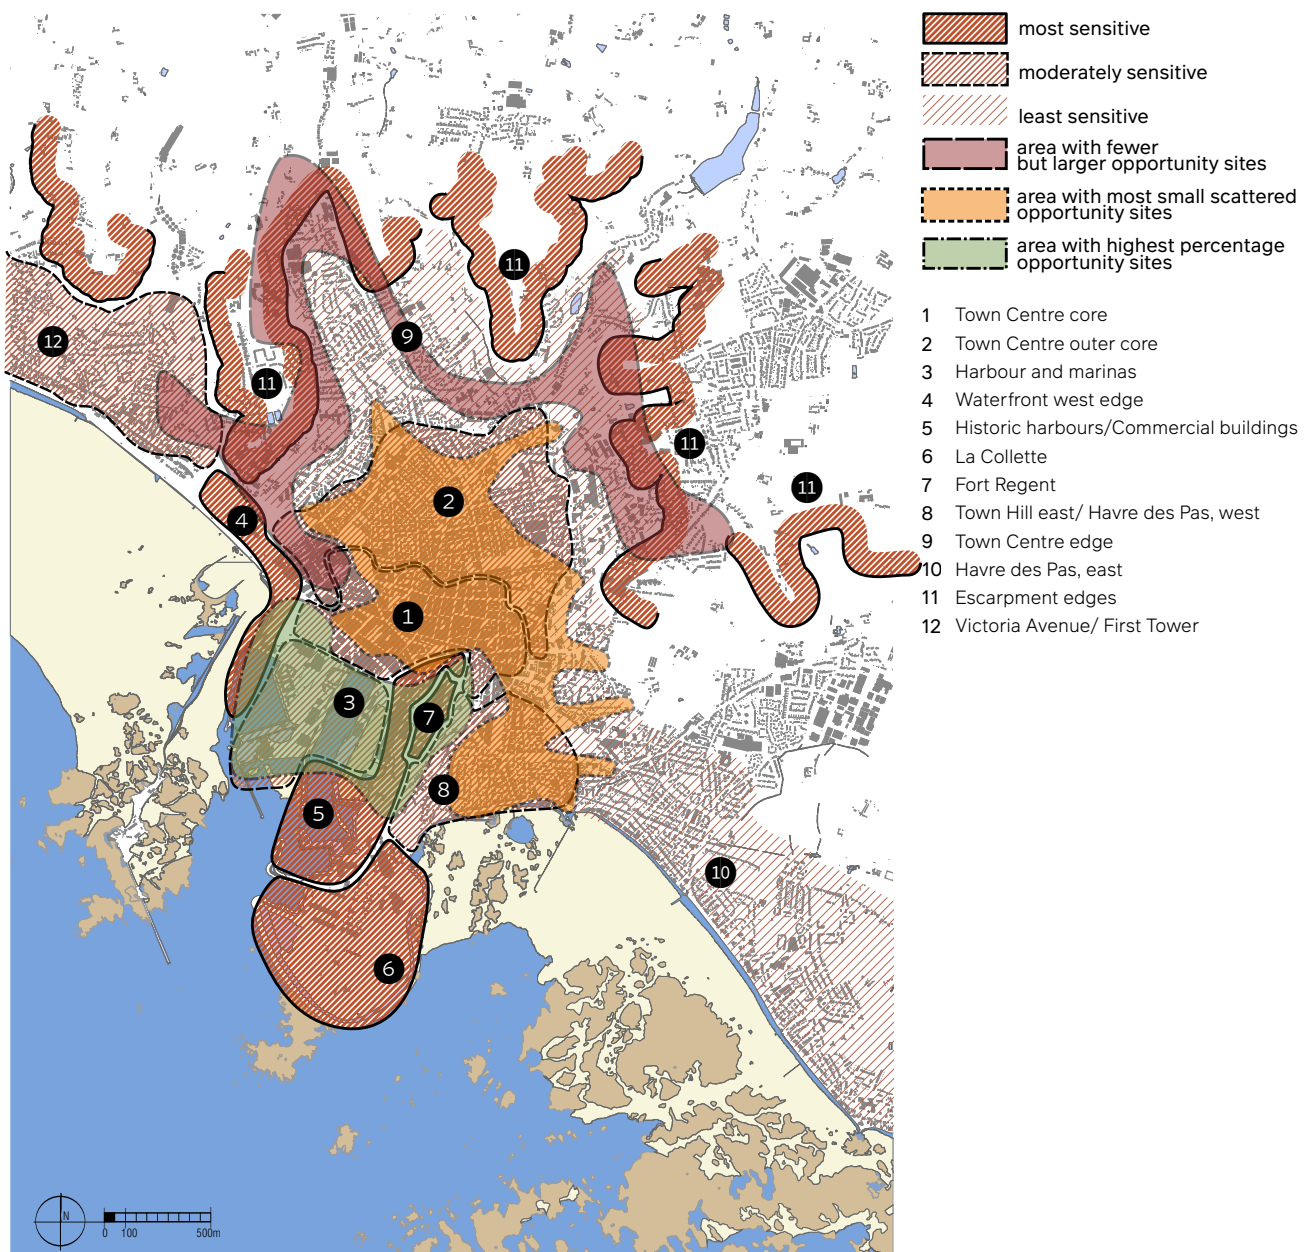 most sensitive
moderately sensitive
least sensitive
area with fewer
but larger opportunity sites
area with most small scattered
opportunity sites
area with highest percentage
opportunity sites
1 Town Centre core
2 Town Centre outer core
3 Harbour and marinas
4 Waterfront west edge
5 Historic harbours/Commercial buildings
6 La Collette
7 Fort Regent
8 Town Hill east/ Havre des Pas, west
9 Town Centre edge
10 Havre des Pas, east
11 Escarpment edges
12 Victoria Avenue/ First Tower
11
12
9
11
11
11
2
4
1
3
7
8
5
10
6
N
0 100 500m